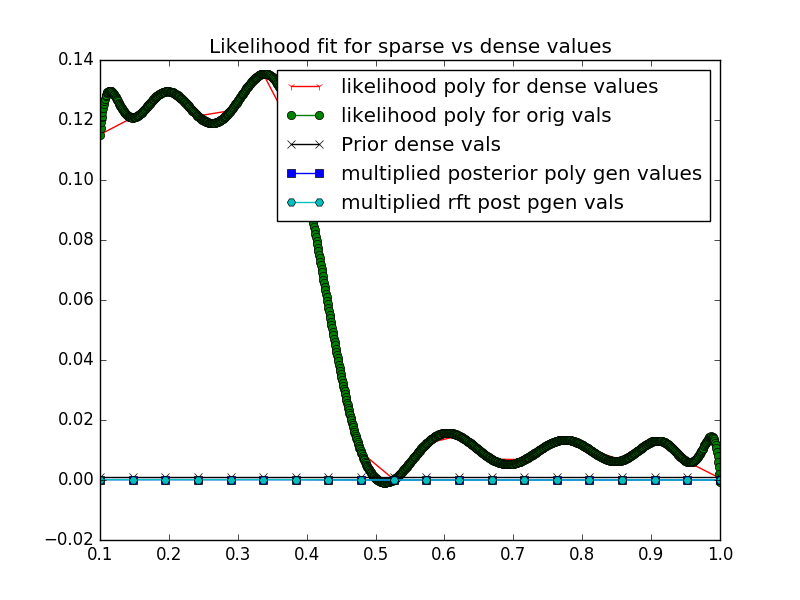 Likelihood fit for sparse vs dense values
0.14
0.12
0.10
0.08
0.06
0.04
0.02
0.00
−0.02
likelihood poly for dense values
likelihood poly for orig vals
Prior dense vals
multiplied posterior poly gen values
multiplied rft post pgen vals
0.1 0.2 0.3 0.4 0.5 0.6 0.7 0.8 0.9 1.0